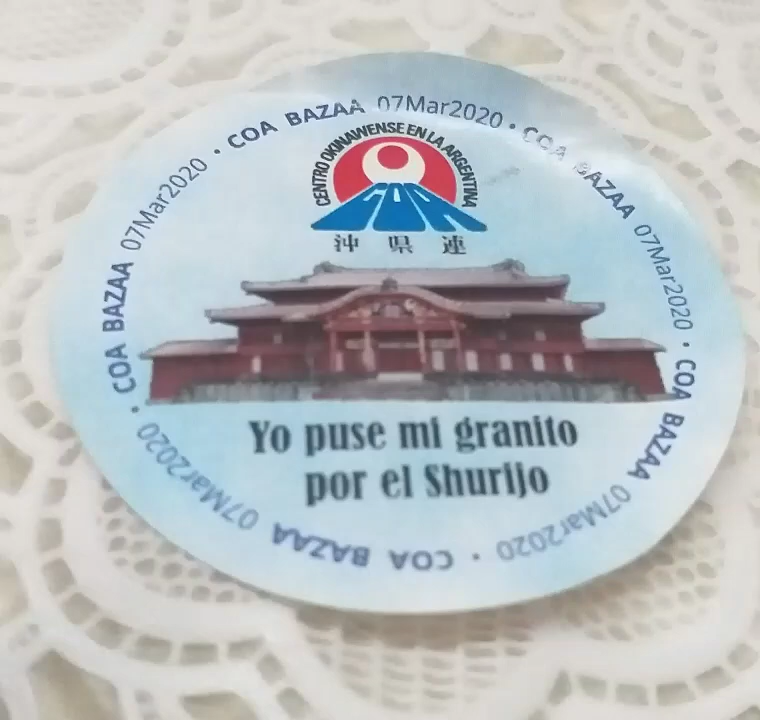 COA BAZAA 07Mar2020 • COA BAZAA 07Mar2020 • COA BAZAA 07Mar2020 • COA BAZAA 07Mar2020 • COA BAZAA 07Mar2020 •
CENTRO OKINAWENSE EN LA ARGENTINA
COA
沖県連
Yo puse mi granito
por el Shurijo